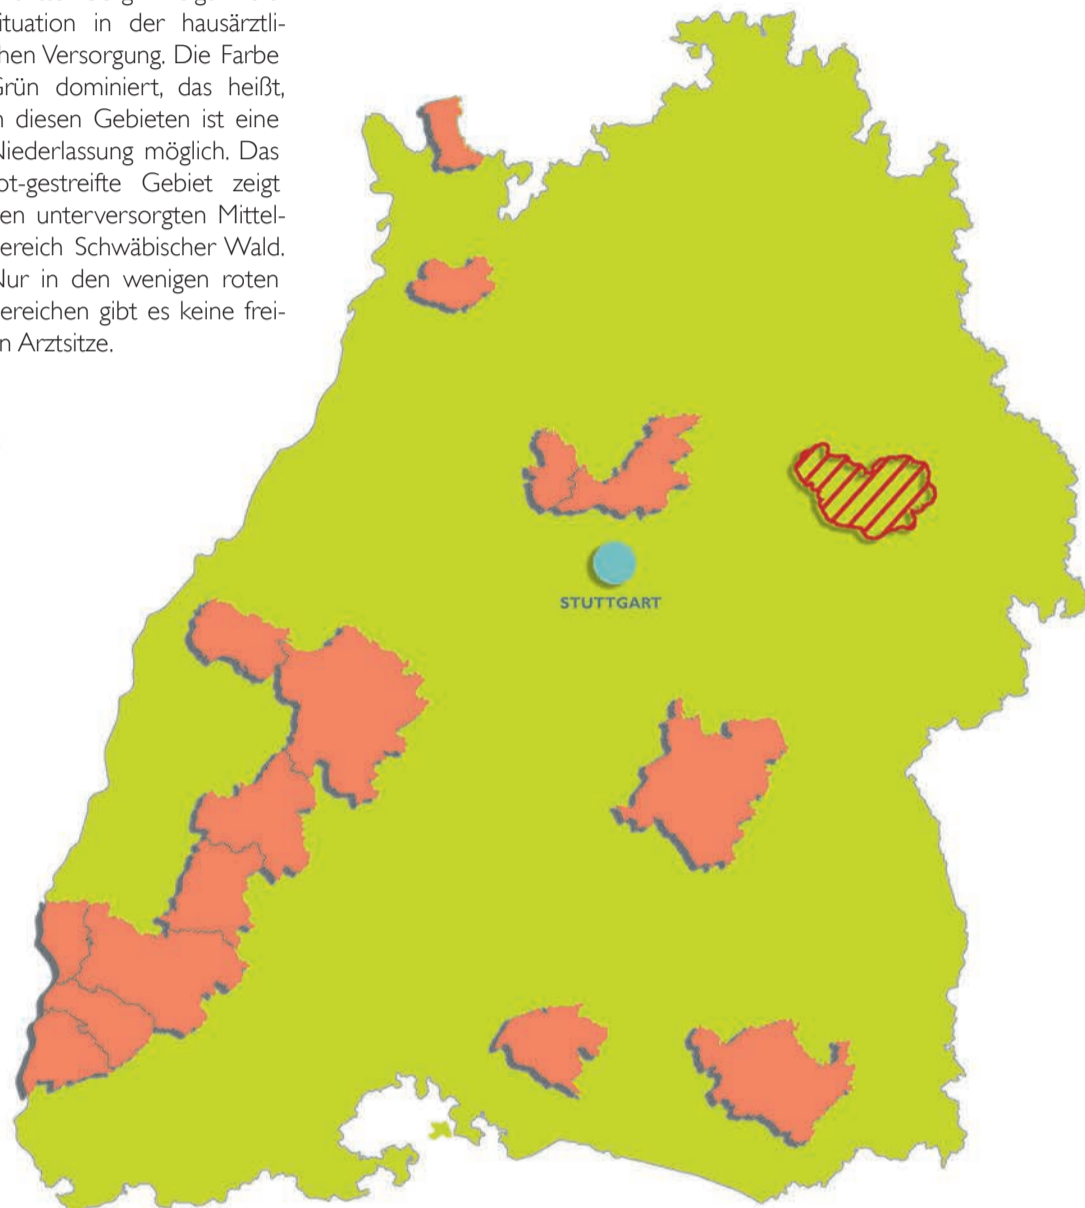 ituation in der hausärztli-
hen Versorgung. Die Farbe
Grün dominiert, das heißt,
n diesen Gebieten ist eine
Niederlassung möglich. Das
ot-gestreifte Gebiet zeigt
en unterversorgten Mittel-
ereich Schwäbischer Wald.
Nur in den wenigen roten
ereichen gibt es keine frei-
n Arztsitze.
STUTTGART